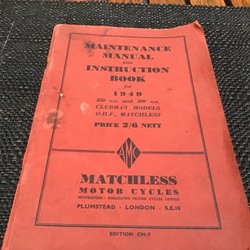 MAINTENANCE
MANUAL
AND
INSTRUCTION
BOOK
for
1949
350 c.c. and 500 c.c.
CLUBMAN MODELS
O.H.V. MATCHLESS
PRICE 2/6 NETT
AMC
MATCHLESS
MOTOR CYCLES
PROPRIETORS: ASSOCIATED MOTOR CYCLES LIMITED
PLUMSTEAD - LONDON - S.E.18
EDITION CH-7